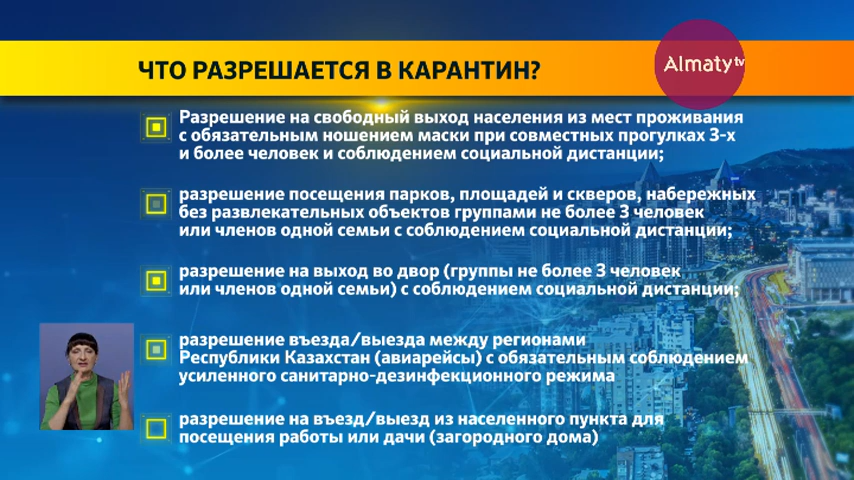 ЧТО РАЗРЕШАЕТСЯ В КАРАНТИН?
Almaty tv
Разрешение на свободный выход населения из мест проживания
с обязательным ношением маски при совместных прогулках 3-х
и более человек и соблюдением социальной дистанции;
разрешение посещения парков, площадей и скверов, набережных
без развлекательных объектов группами не более 3 человек
или членов одной семьи с соблюдением социальной дистанции;
разрешение на выход во двор (группы не более 3 человек
или членов одной семьи) с соблюдением социальной дистанции;
разрешение въезда/выезда между регионами
Республики Казахстан (авиарейсы) с обязательным соблюдением
усиленного санитарно-дезинфекционного режима
разрешение на въезд/выезд из населенного пункта для
посещения работы или дачи (загородного дома)